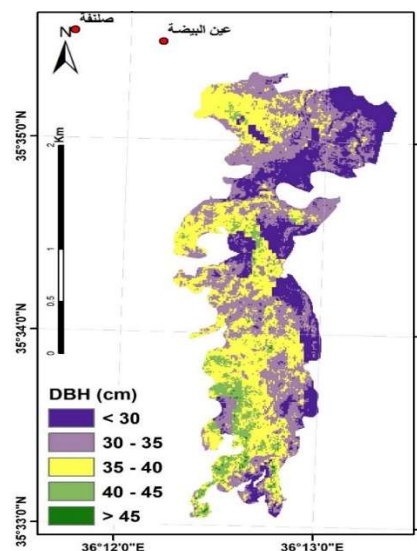 صلنفة
عين البيضة
N
35°35'0"N
2
Km
1
0.5
0
35°34'0"N
DBH (cm)
< 30
30 - 35
35 - 40
40 - 45
> 45
35°33'0"N
36°12'0"E
36°13'0"E